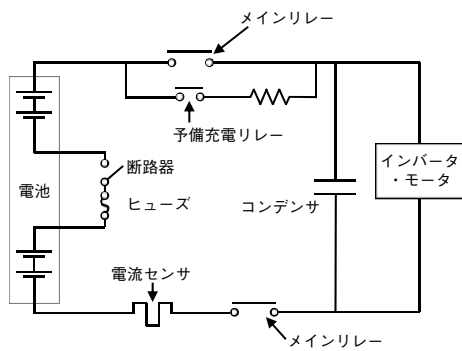 メインリレー
予備充電リレー
断路器
電池
ヒューズ
コンデンサ
インバータ
・モータ
電流センサ
メインリレー